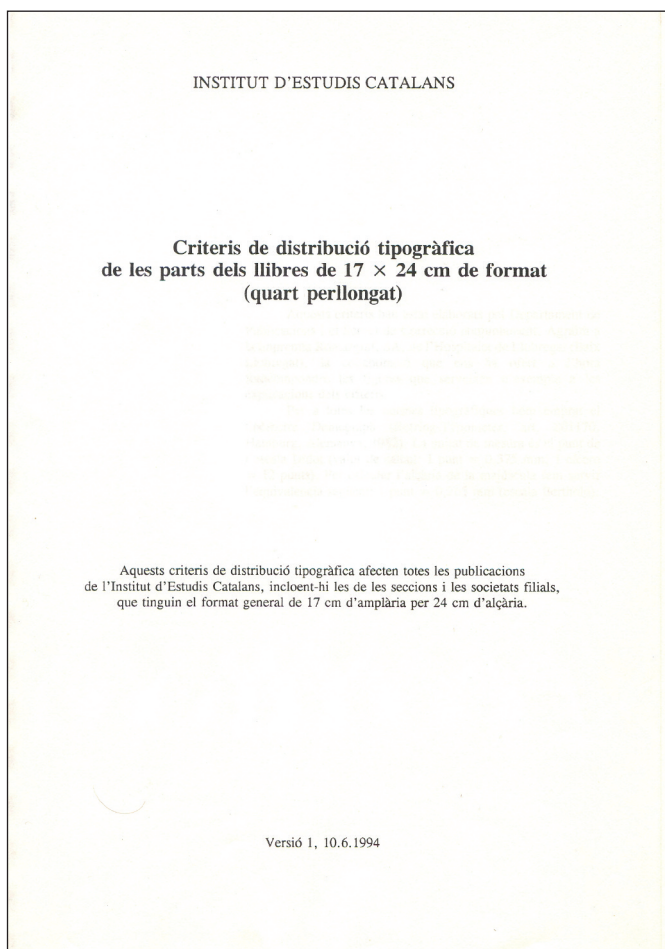 INSTITUT D'ESTUDIS CATALANS
Criteris de distribució tipogràfica
de les parts dels llibres de 17 × 24 cm de format
(quart perllongat)
Aquests criteris de distribució tipogràfica afecten totes les publicacions
de l'Institut d'Estudis Catalans, incloent-hi les de les seccions i les societats filials,
que tinguin el format general de 17 cm d'amplària per 24 cm d'alçària.
Versió 1, 10.6.1994